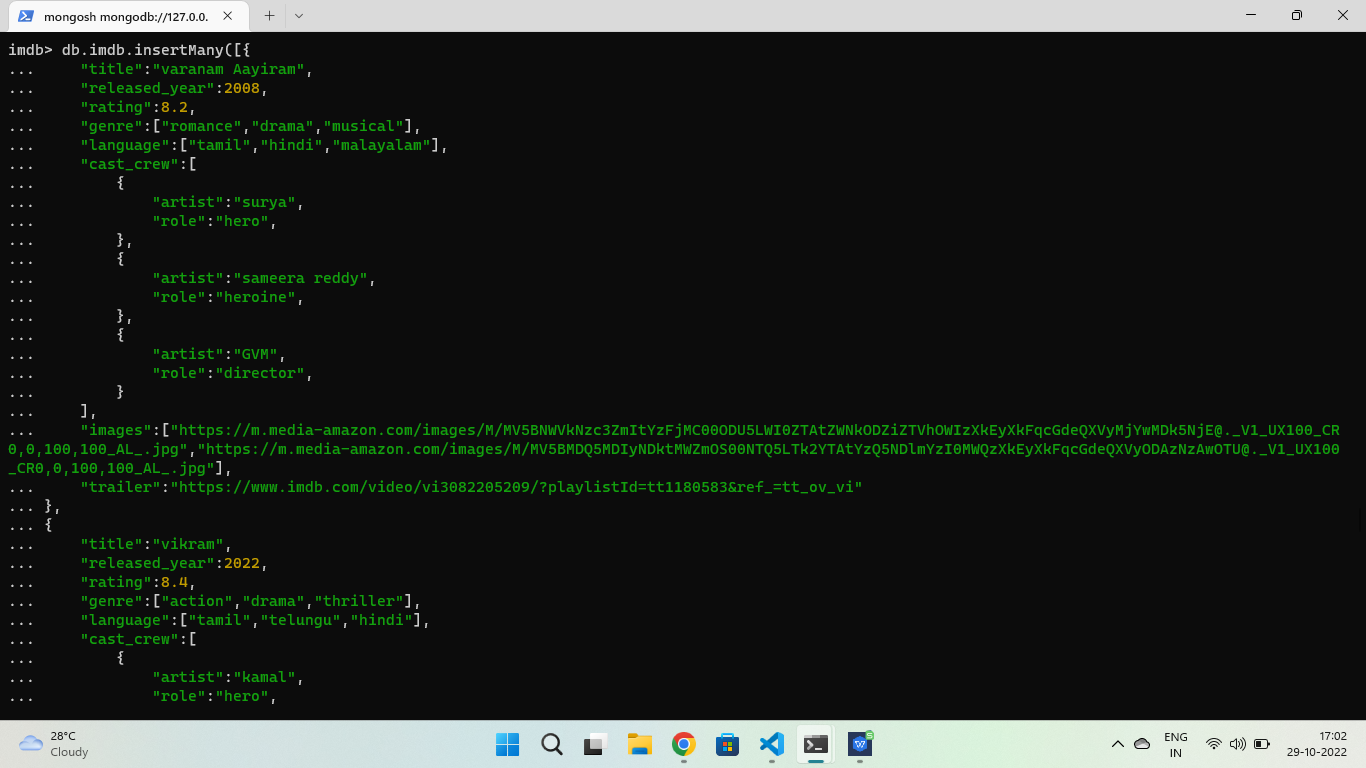 mongosh mongodb://127.0.0.
imdb> db.imdb.insertMany([{
...     "title":"varanam Aayiram",
...     "released_year":2008,
...     "rating":8.2,
...     "genre":["romance","drama","musical"],
...     "language":["tamil","hindi","malayalam"],
...     "cast_crew":[
...         {
...             "artist":"surya",
...             "role":"hero",
...         },
...         {
...             "artist":"sameera reddy",
...             "role":"heroine",
...         },
...         {
...             "artist":"GVM",
...             "role":"director",
...         }
...     ],
...     "images":["https://m.media-amazon.com/images/M/MV5BNWVkNzc3ZmItYzFjMC00ODU5LWI0ZTAtZWNkODZiZTVhOWIzXkEyXkFqcGdeQXVyMjYwMDk5NjE@._V1_UX100_CR
0,0,100,100_AL_.jpg","https://m.media-amazon.com/images/M/MV5BMDQ5MDIyNDktMWZmOS00NTQ5LTk2YTAtYzQ5NDlmYzI0MWQzXkEyXkFqcGdeQXVyODAzNzAwOTU@._V1_UX100
_CR0,0,100,100_AL_.jpg"],
...     "trailer":"https://www.imdb.com/video/vi3082205209/?playlistId=tt1180583&ref_=tt_ov_vi"
... },
... {
...     "title":"vikram",
...     "released_year":2022,
...     "rating":8.4,
...     "genre":["action","drama","thriller"],
...     "language":["tamil","telungu","hindi"],
...     "cast_crew":[
...         {
...             "artist":"kamal",
...             "role":"hero",
28°C
Cloudy
ENG
IN
17:02
29-10-2022